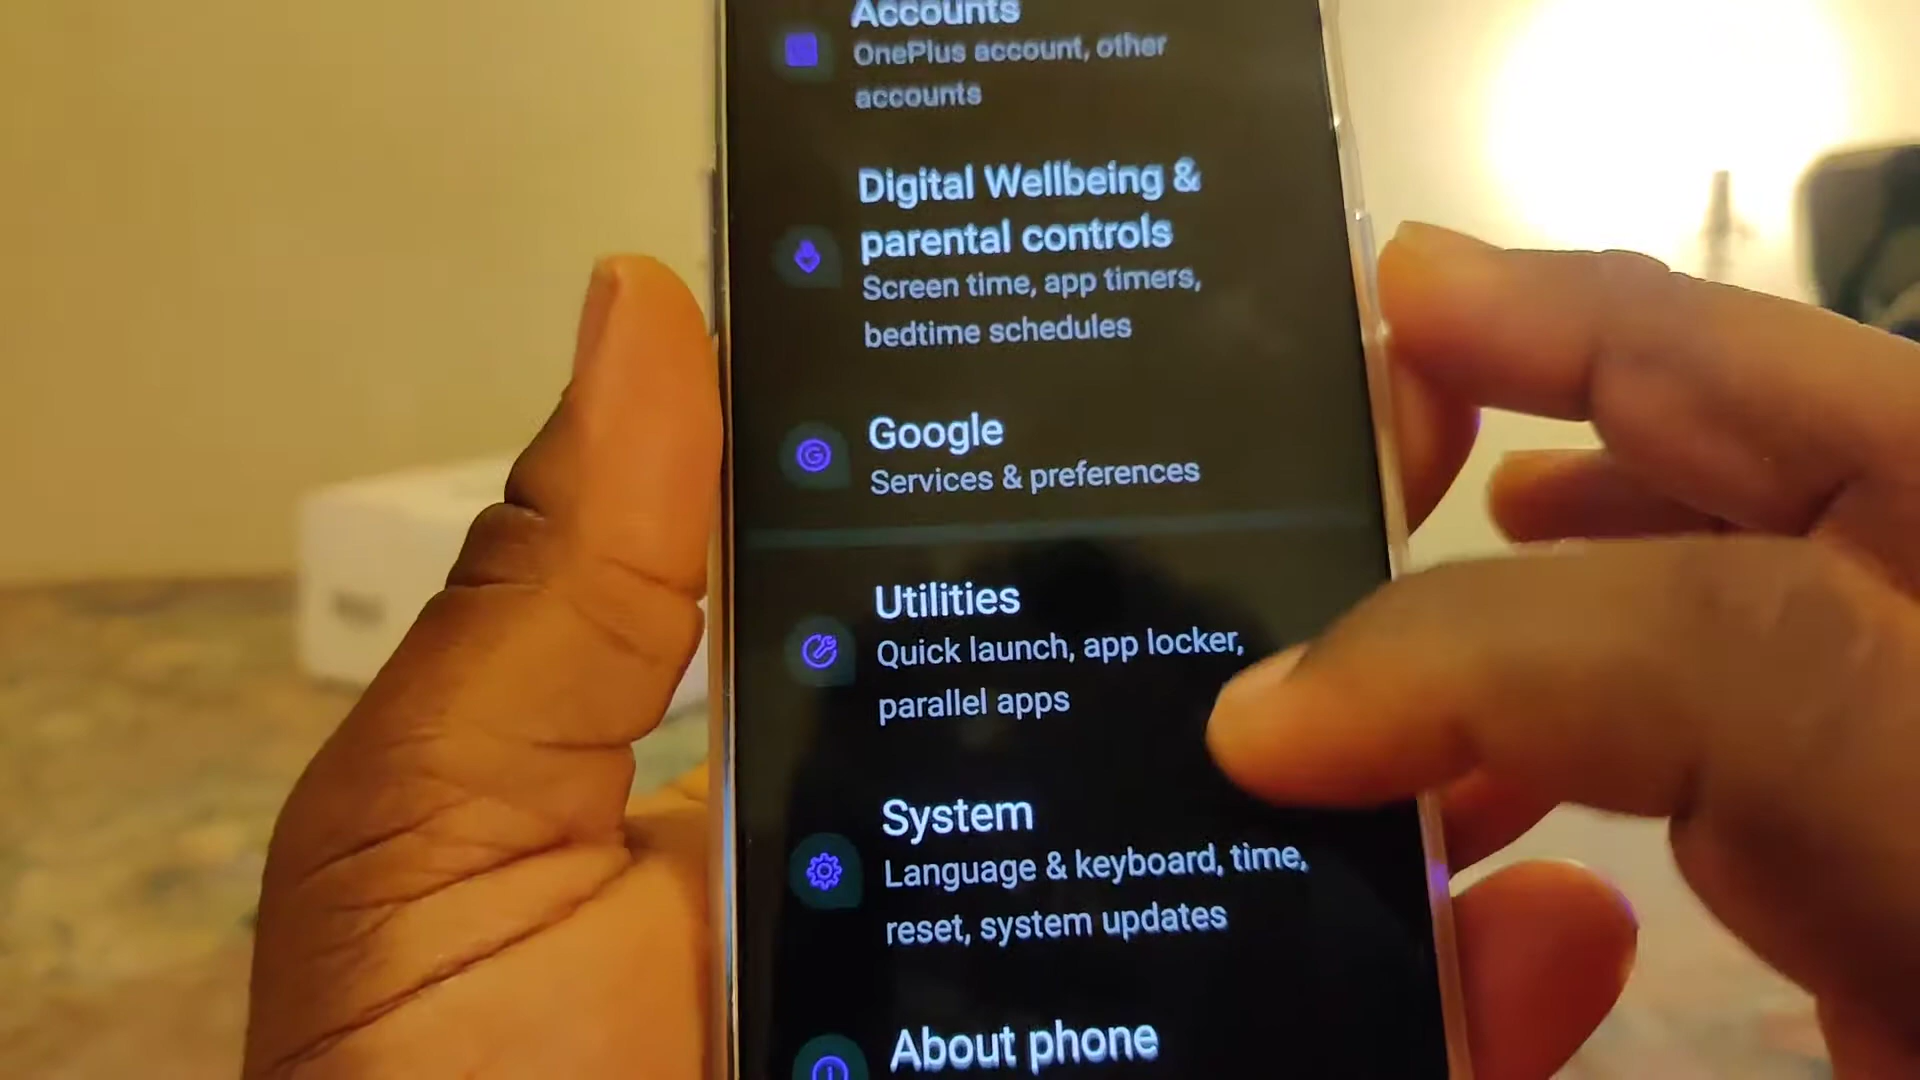 Accounts
OnePlus account, other
accounts
Digital Wellbeing &
parental controls
Screen time, app timers,
bedtime schedules
Google
Services & preferences
Utilities
Quick launch, app locker,
parallel apps
System
Language & keyboard, time,
reset, system updates
About phone